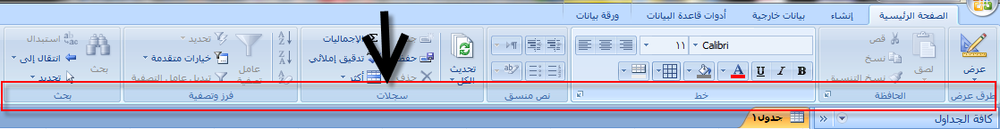 الصفحة الرئيسية إنشاء بيانات خارجية أدوات قاعدة البيانات ورقة بيانات
عرض
طرق عرض
لصق
قص
نسخ
نسخ التنسيق
الحافظة
Calibri ١١
B I U A
خط
نص منسق
تحديث الكل
حفظ
حذف
الإجماليات
تدقيق إملائي
أكثر
سجلات
عامل تصفية
تحديد
خيارات متقدمة
تبديل عامل التصفية
فرز وتصفية
بحث
استبدال
انتقال إلى
تحديد
بحث
كافة الجداول
جدول١